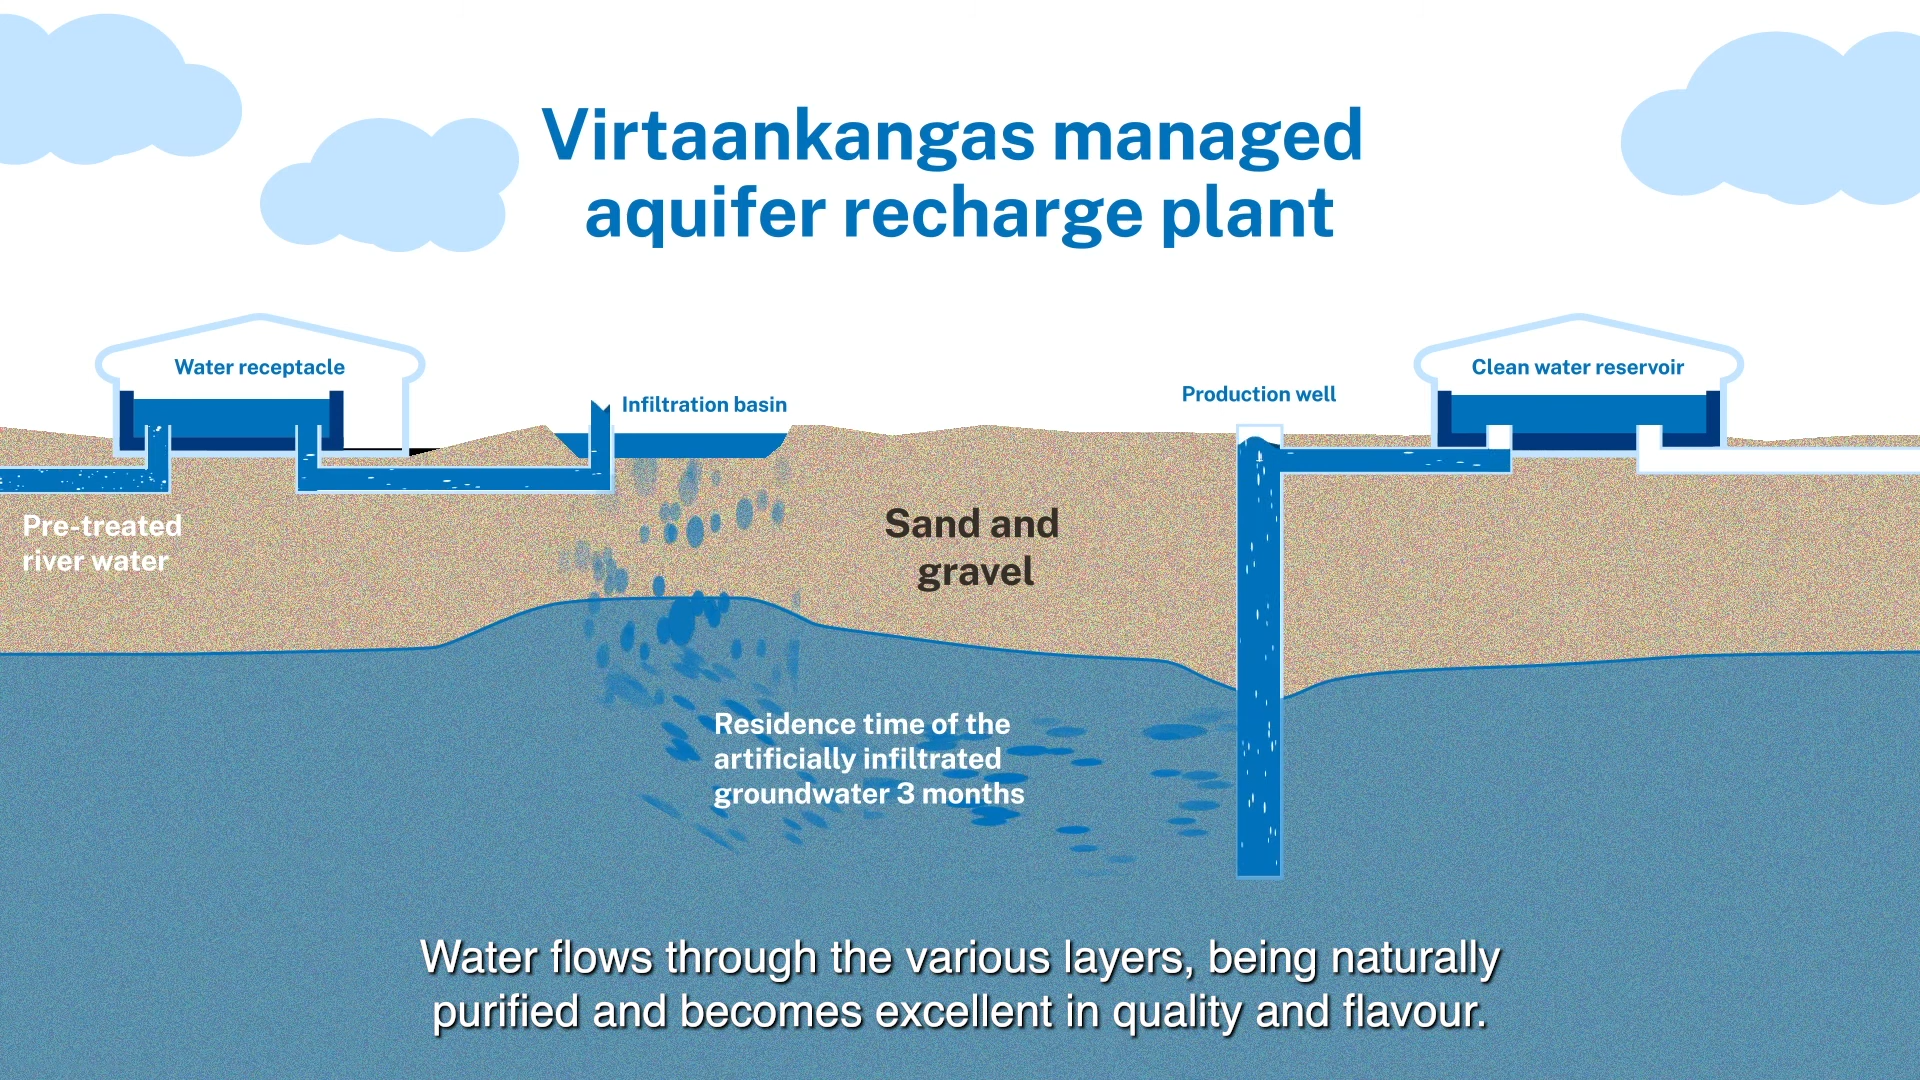 Virtaankangas managed
aquifer recharge plant
Water receptacle
Infiltration basin
Production well
Clean water reservoir
Pre-treated
river water
Sand and
gravel
Residence time of the
artificially infiltrated
groundwater 3 months
Water flows through the various layers, being naturally
purified and becomes excellent in quality and flavour.